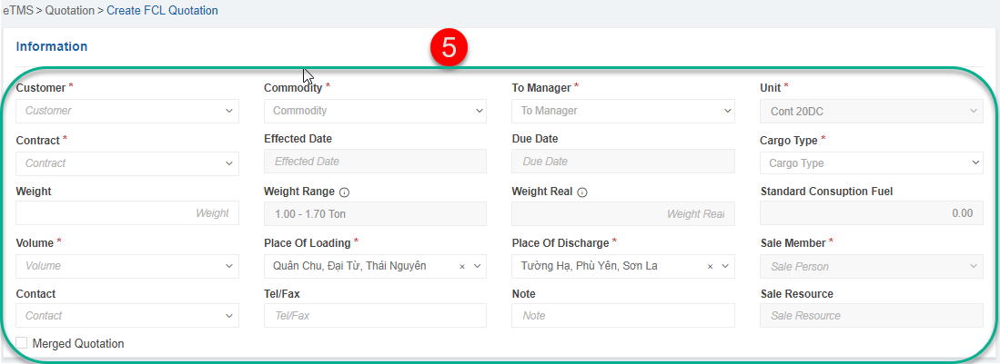 eTMS > Quotation > Create FCL Quotation
5
Information
Customer * Commodity * To Manager * Unit *
Customer Commodity To Manager Cont 20DC
Contract * Effected Date Due Date Cargo Type *
Contract Effected Date Due Date Cargo Type
Weight Weight Range Weight Real Standard Consuption Fuel
Weight 1.00 - 1.70 Ton Weight Real 0.00
Volume * Place Of Loading * Place Of Discharge * Sale Member *
Volume Quân Chu, Đại Từ, Thái Nguyên × Tường Hạ, Phù Yên, Sơn La × Sale Person
Contact Tel/Fax Note Sale Resource
Contact Tel/Fax Note Sale Resource
Merged Quotation